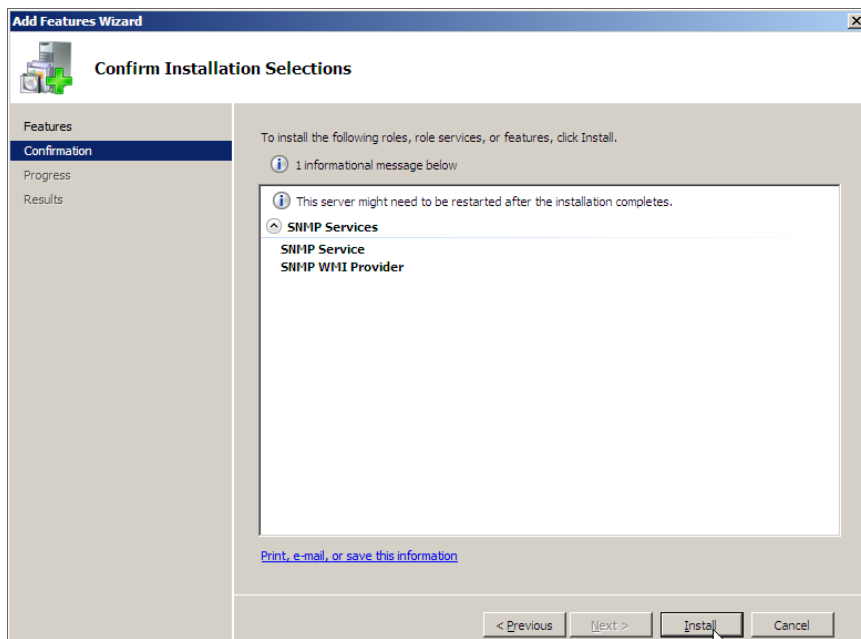 Add Features Wizard
Confirm Installation Selections
Features
Confirmation
Progress
Results
To install the following roles, role services, or features, click Install.
1 informational message below
This server might need to be restarted after the installation completes.
SNMP Services
SNMP Service
SNMP WMI Provider
Print, e-mail, or save this information
< Previous Next > Install Cancel